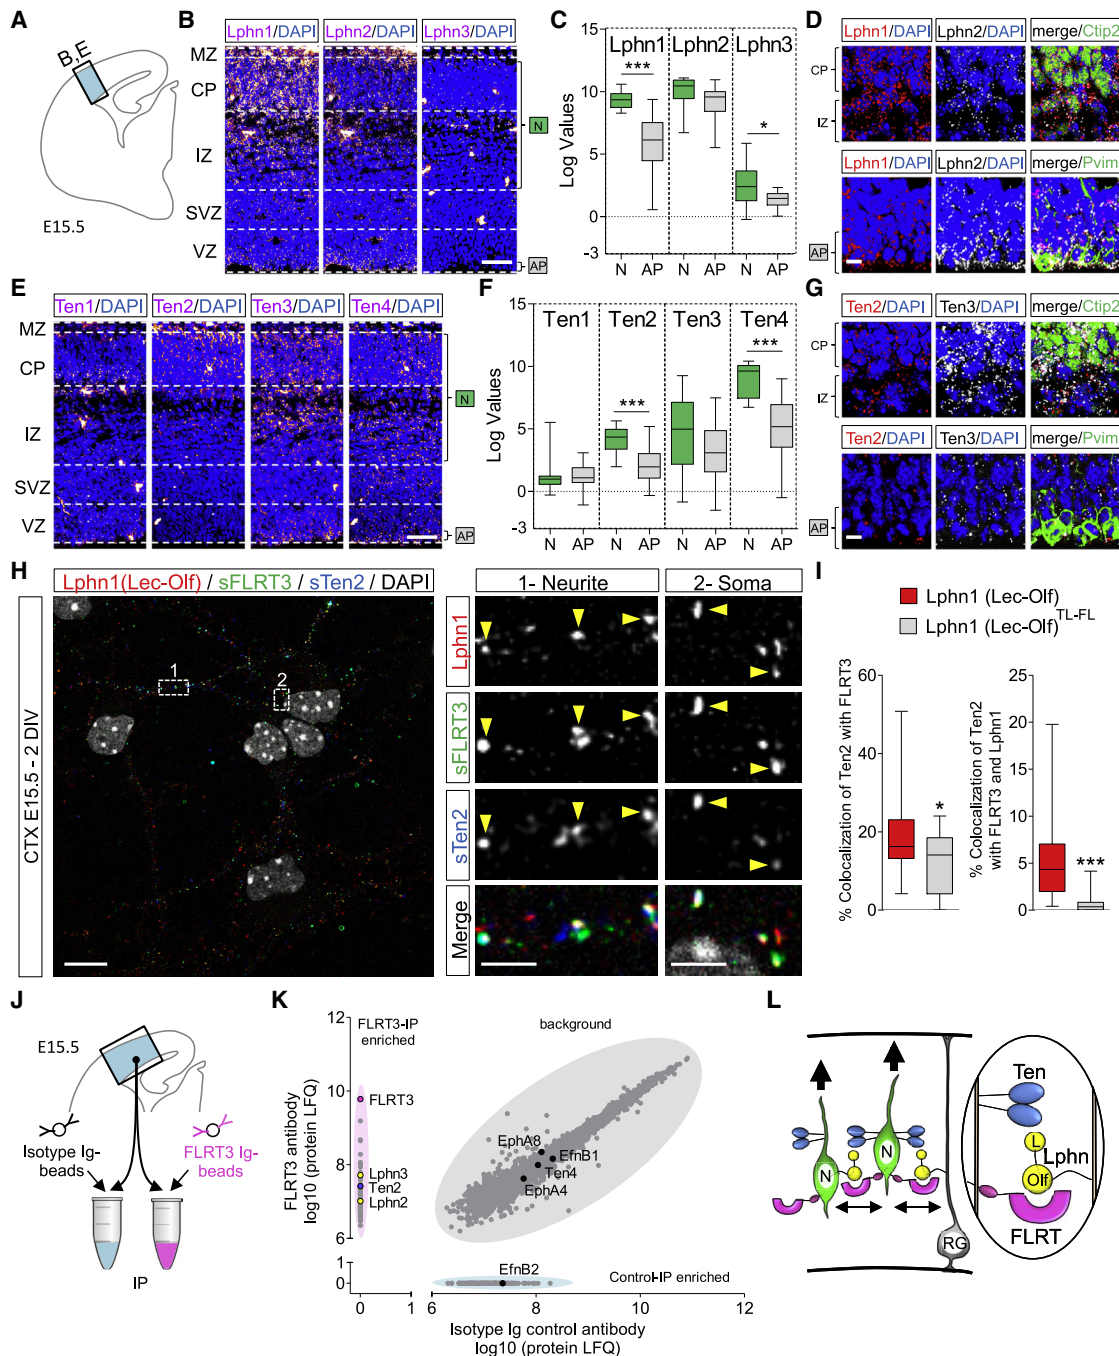 A
B,E
E15.5
B
Lphn1/DAPI Lphn2/DAPI Lphn3/DAPI
MZ
CP
IZ
SVZ
VZ
N
AP
C
Log Values
15
10
5
0
-3
Lphn1 Lphn2 Lphn3
***
*
N AP N AP N AP
D
Lphn1/DAPI Lphn2/DAPI merge/Ctip2
CP
IZ
Lphn1/DAPI Lphn2/DAPI merge/Pvim
AP
E
Ten1/DAPI Ten2/DAPI Ten3/DAPI Ten4/DAPI
MZ
CP
IZ
SVZ
VZ
N
AP
F
Log Values
15
10
5
0
-3
Ten1 Ten2 Ten3 Ten4
***
***
N AP N AP N AP N AP
G
Ten2/DAPI Ten3/DAPI merge/Ctip2
CP
IZ
Ten2/DAPI Ten3/DAPI merge/Pvim
AP
H
Lphn1(Lec-Olf) / sFLRT3 / sTen2 / DAPI
CTX E15.5 - 2 DIV
1
2
1- Neurite 2- Soma
Lphn1
sFLRT3
sTen2
Merge
I
Lphn1 (Lec-Olf)
Lphn1 (Lec-Olf)TL-FL
% Colocalization of Ten2 with FLRT3
60
40
20
0
*
% Colocalization of Ten2
with FLRT3 and Lphn1
25
20
15
10
5
0
***
J
E15.5
Isotype Ig-
beads
FLRT3 Ig-
beads
IP
K
FLRT3 antibody
log10 (protein LFQ)
12
10
8
6
1
0
FLRT3-IP
enriched
background
FLRT3
Lphn3
Ten2
Lphn2
EphA8
EfnB1
Ten4
EphA4
EfnB2
Control-IP enriched
0 1 6 8 10 12
Isotype Ig control antibody
log10 (protein LFQ)
L
N
N
RG
Ten
L
Lphn
Olf
FLRT